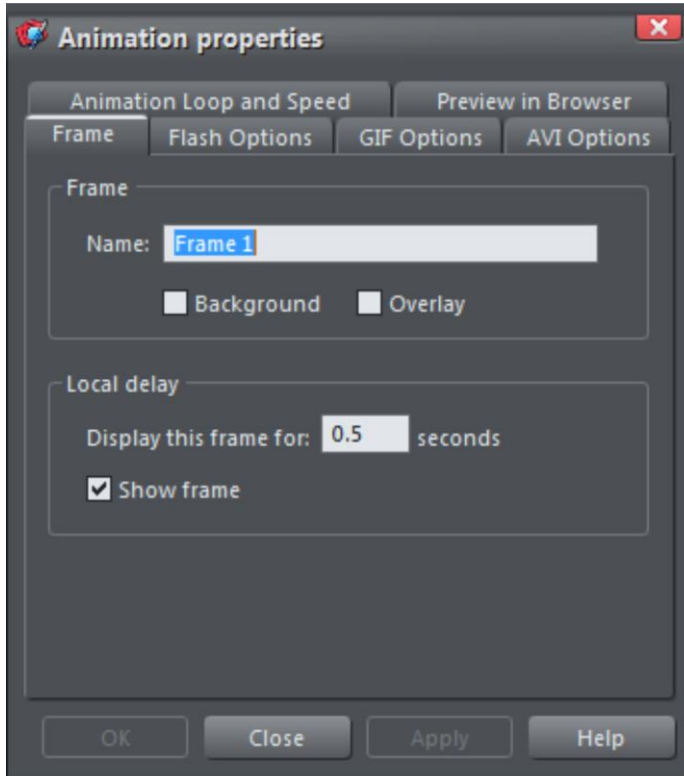 Animation properties
Animation Loop and Speed Preview in Browser
Frame Flash Options GIF Options AVI Options
Frame
Name: Frame 1
Background Overlay
Local delay
Display this frame for: 0.5 seconds
Show frame
OK Close Apply Help